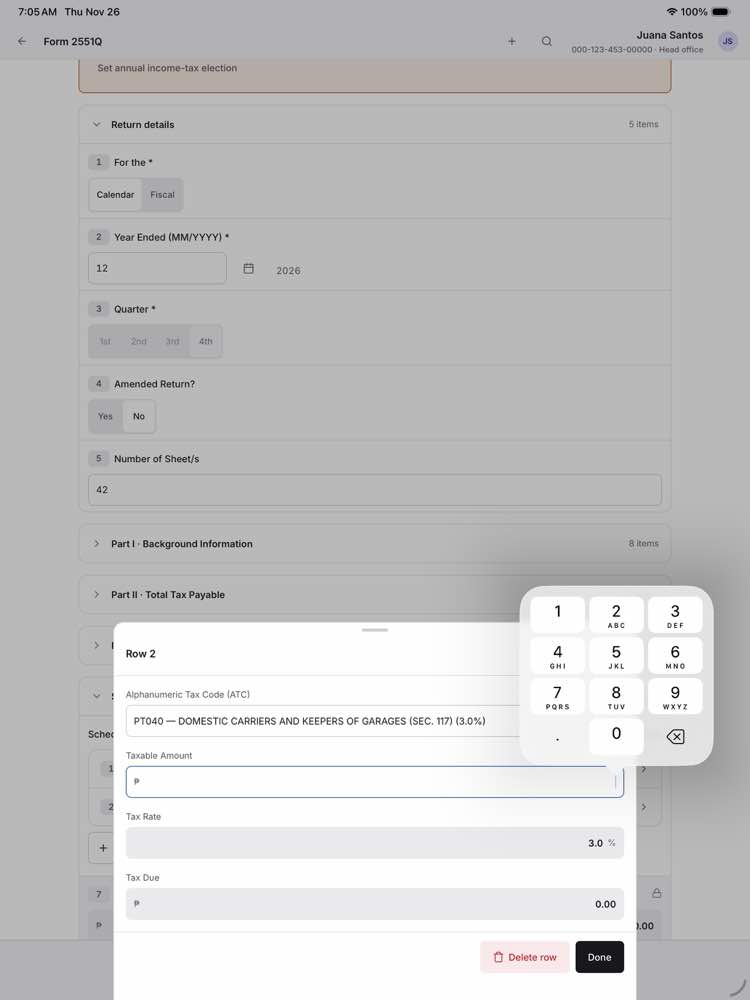 7:05 AM Thu Nov 26
100%
Form 2551Q
Juana Santos
000-123-453-00000 · Head office
JS
Set annual income-tax election
Return details
5 items
1 For the *
Calendar Fiscal
2 Year Ended (MM/YYYY) *
12 2026
3 Quarter *
1st 2nd 3rd 4th
4 Amended Return?
Yes No
5 Number of Sheet/s
42
Part I · Background Information
8 items
Part II · Total Tax Payable
Row 2
Alphanumeric Tax Code (ATC)
PT040 — DOMESTIC CARRIERS AND KEEPERS OF GARAGES (SEC. 117) (3.0%)
Taxable Amount
₱
Tax Rate
3.0 %
Tax Due
₱ 0.00
Delete row Done
1 2 ABC 3 DEF
4 GHI 5 JKL 6 MNO
7 PQRS 8 TUV 9 WXYZ
. 0
1
2
+
7
₱